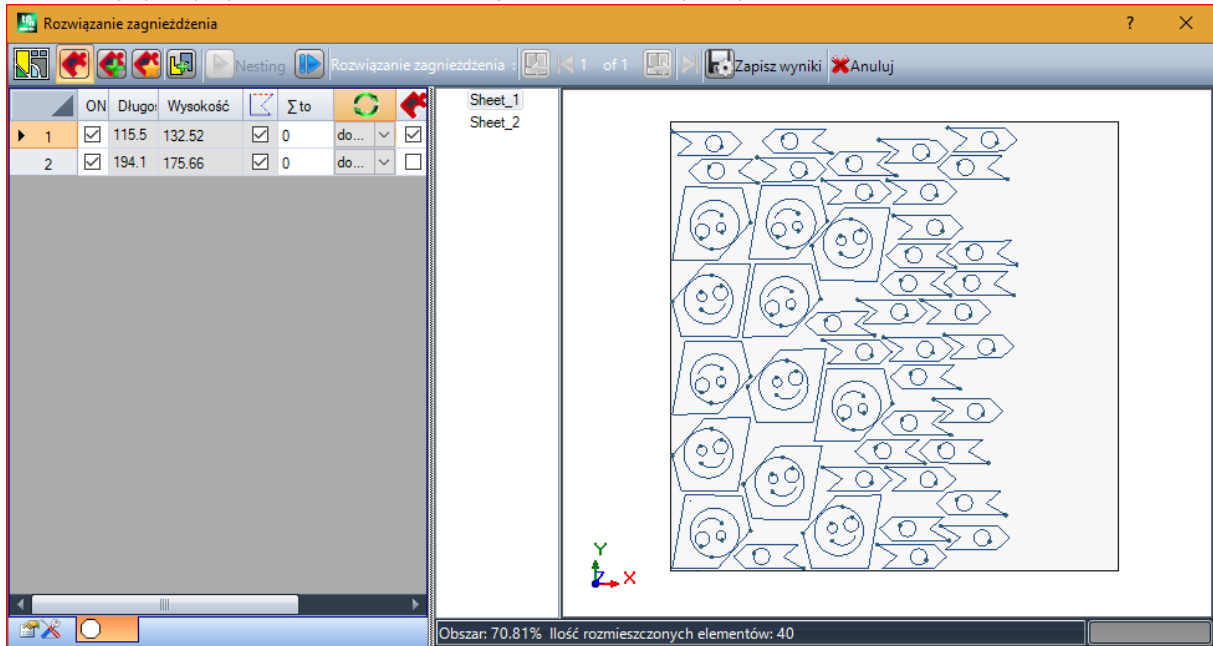 Rozwiązanie zagnieżdżenia ?
Nesting Rozwiązanie zagnieżdżenia : 1 of 1 Zapisz wyniki Anuluj
ON Długoś Wysokość Σ to
1 115.5 132.52 0 do...
2 194.1 175.66 0 do...
Sheet_1
Sheet_2
Y
Z X
Obszar: 70.81% Ilość rozmieszczonych elementów: 40